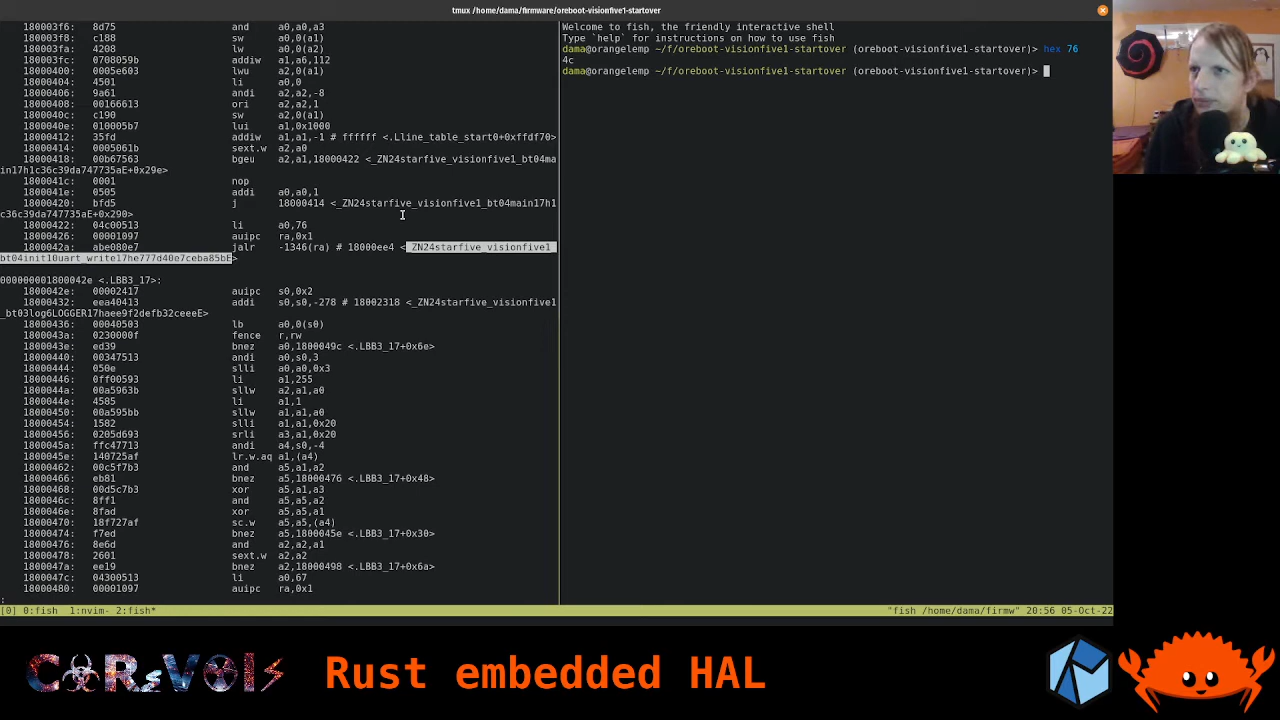 tmux /home/dama/firmware/oreboot-visionfive1-startover
180003f6: 8d75 and a0,a0,a3
180003f8: c188 sw a0,0(a1)
180003fa: 4208 lw a0,0(a2)
180003fc: 0708059b addiw a1,a6,112
18000400: 0005e603 lwu a2,0(a1)
18000404: 4501 li a0,0
18000406: 9a61 andi a2,a2,-8
18000408: 00166613 ori a2,a2,1
1800040c: c190 sw a2,0(a1)
1800040e: 010005b7 lui a1,0x1000
18000412: 35fd addiw a1,a1,-1 # ffffff <.Lline_table_start0+0xffdf70>
18000414: 0005061b sext.w a2,a0
18000418: 00b67563 bgeu a2,a1,18000422 <_ZN24starfive_visionfive1_bt04ma
in17h1c36c39da747735aE+0x29e>
1800041c: 0001 nop
1800041e: 0505 addi a0,a0,1
18000420: bfd5 j 18000414 <_ZN24starfive_visionfive1_bt04main17h1
c36c39da747735aE+0x290>
18000422: 04c00513 li a0,76
18000426: 00001097 auipc ra,0x1
1800042a: abe080e7 jalr -1346(ra) # 18000ee4 <_ZN24starfive_visionfive1_
bt04init10uart_write17he777d40e7ceba85bE>
000000001800042e <.LBB3_17>:
1800042e: 00002417 auipc s0,0x2
18000432: eea40413 addi s0,s0,-278 # 18002318 <_ZN24starfive_visionfive1
_bt03log6LOGGER17haee9f2defb32ceeeE>
18000436: 00040503 lb a0,0(s0)
1800043a: 0230000f fence r,rw
1800043e: ed39 bnez a0,1800049c <.LBB3_17+0x6e>
18000440: 00347513 andi a0,s0,3
18000444: 050e slli a0,a0,0x3
18000446: 0ff00593 li a1,255
1800044a: 00a5963b sllw a2,a1,a0
1800044e: 4585 li a1,1
18000450: 00a595bb sllw a1,a1,a0
18000454: 1582 slli a1,a1,0x20
18000456: 0205d693 srli a3,a1,0x20
1800045a: ffc47713 andi a4,s0,-4
1800045e: 140725af lr.w.aq a1,(a4)
18000462: 00c5f7b3 and a5,a1,a2
18000466: eb81 bnez a5,18000476 <.LBB3_17+0x48>
18000468: 00d5c7b3 xor a5,a1,a3
1800046c: 8ff1 and a5,a5,a2
1800046e: 8fad xor a5,a5,a1
18000470: 18f727af sc.w a5,a5,(a4)
18000474: f7ed bnez a5,1800045e <.LBB3_17+0x30>
18000476: 8e6d and a2,a2,a1
18000478: 2601 sext.w a2,a2
1800047a: ee19 bnez a2,18000498 <.LBB3_17+0x6a>
1800047c: 04300513 li a0,67
18000480: 00001097 auipc ra,0x1
:
Welcome to fish, the friendly interactive shell
Type `help` for instructions on how to use fish
dama@orangelemp ~/f/oreboot-visionfive1-startover (oreboot-visionfive1-startover)> hex 76
4c
dama@orangelemp ~/f/oreboot-visionfive1-startover (oreboot-visionfive1-startover)>
[0] 0:fish 1:nvim- 2:fish* "fish /home/dama/firmw" 20:56 05-Oct-22
Rust embedded HAL